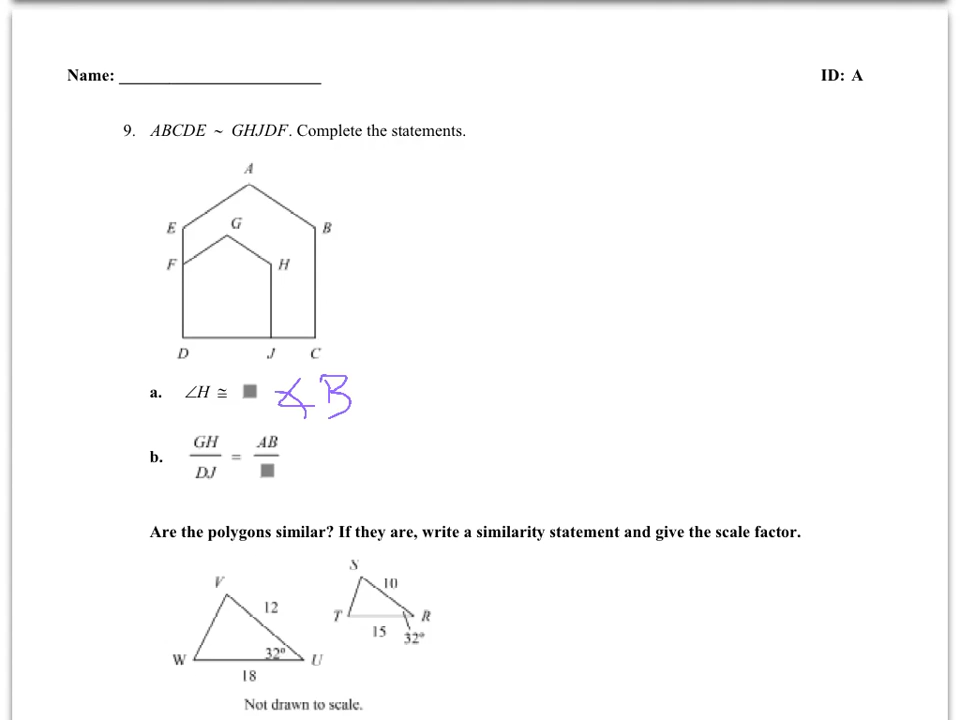 Name: ID: A
9. ABCDE ~ GHJDF. Complete the statements.
A
E G B
F H
D J C
a. ∠H ≅ ■ ∡B
b. GH/DJ = AB/■
Are the polygons similar? If they are, write a similarity statement and give the scale factor.
S
V 10
12 T R
15 32°
W 32° U
18
Not drawn to scale.